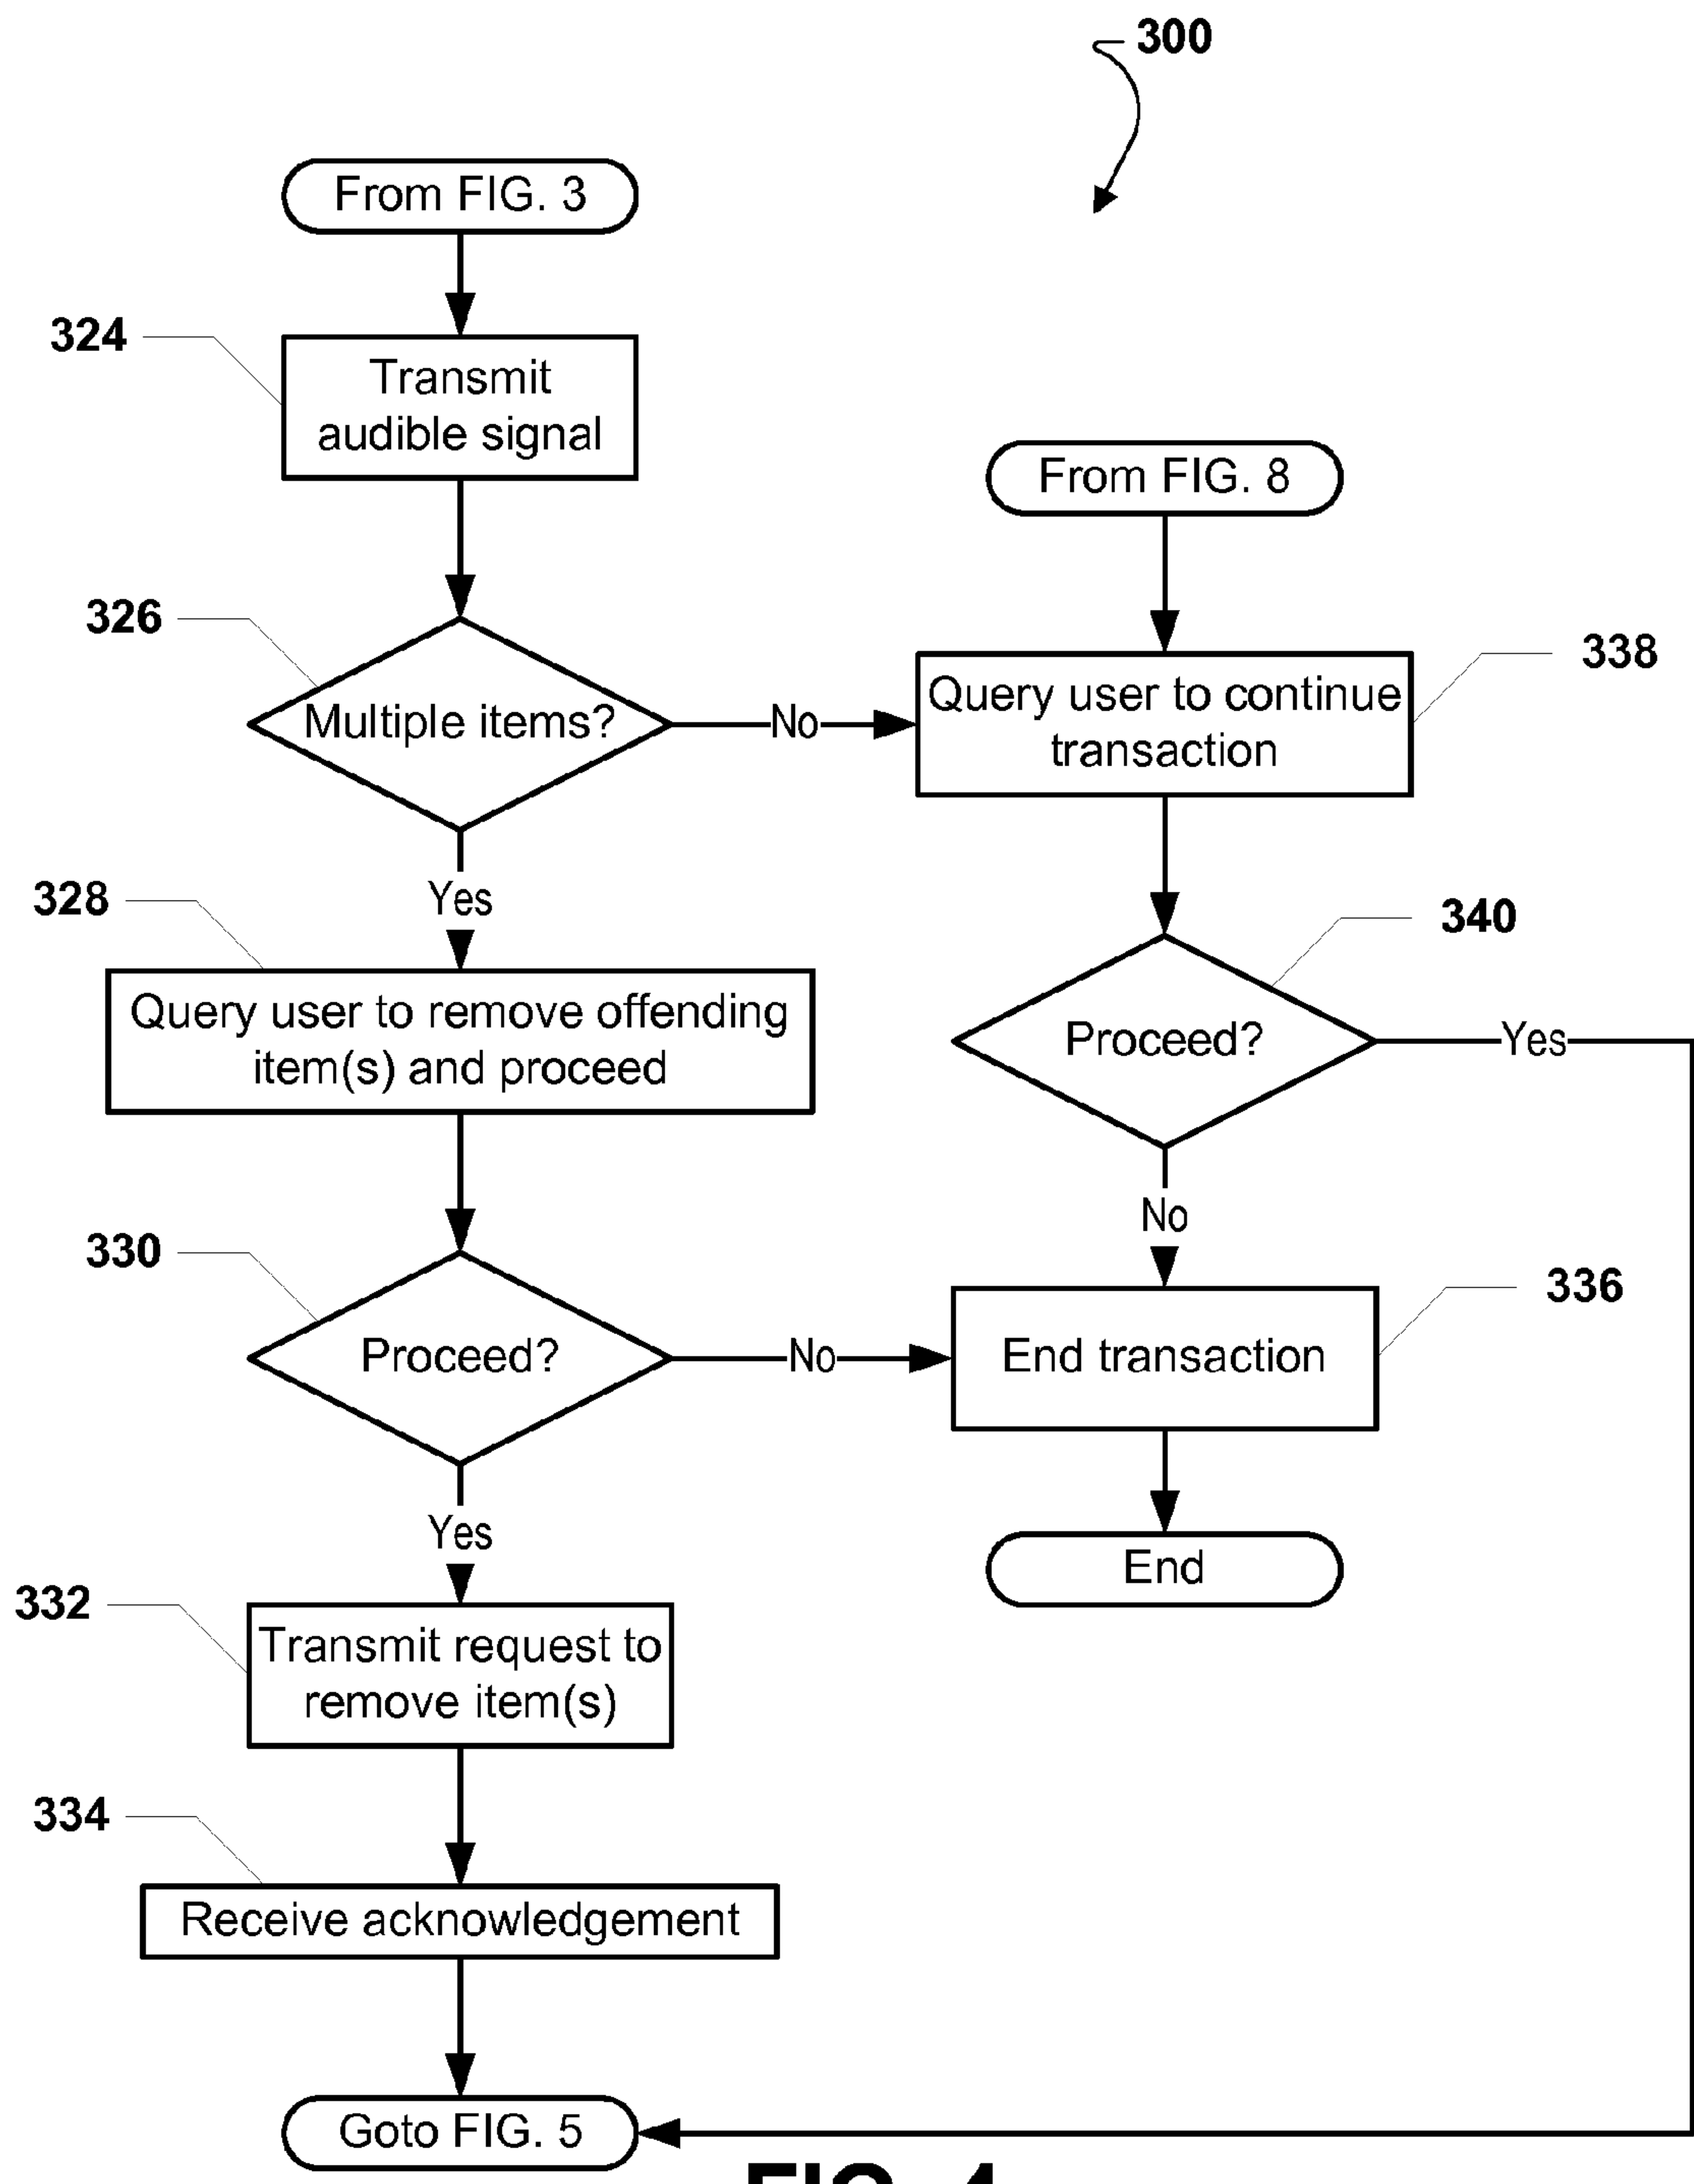 300
From FIG. 3
324
Transmit
audible signal
From FIG. 8
326
Multiple items?
No
338
Query user to continue
transaction
Yes
328
Query user to remove offending
item(s) and proceed
340
Proceed?
Yes
No
330
Proceed?
No
336
End transaction
Yes
End
332
Transmit request to
remove item(s)
334
Receive acknowledgement
Goto FIG. 5